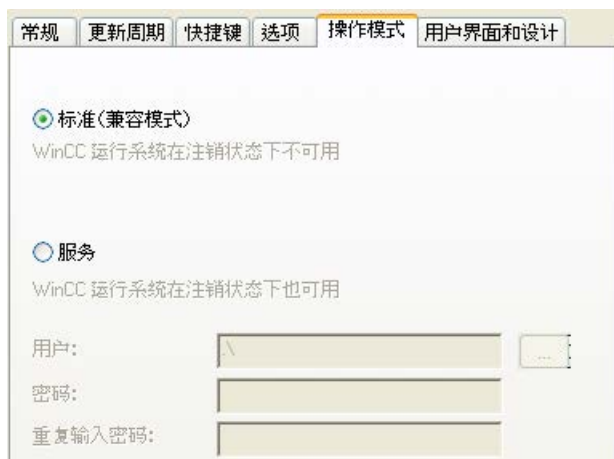 常规 更新周期 快捷键 选项 操作模式 用户界面和设计
标准(兼容模式)
WinCC 运行系统在注销状态下不可用
服务
WinCC 运行系统在注销状态下也可用
用户: .\ ...
密码:
重复输入密码: